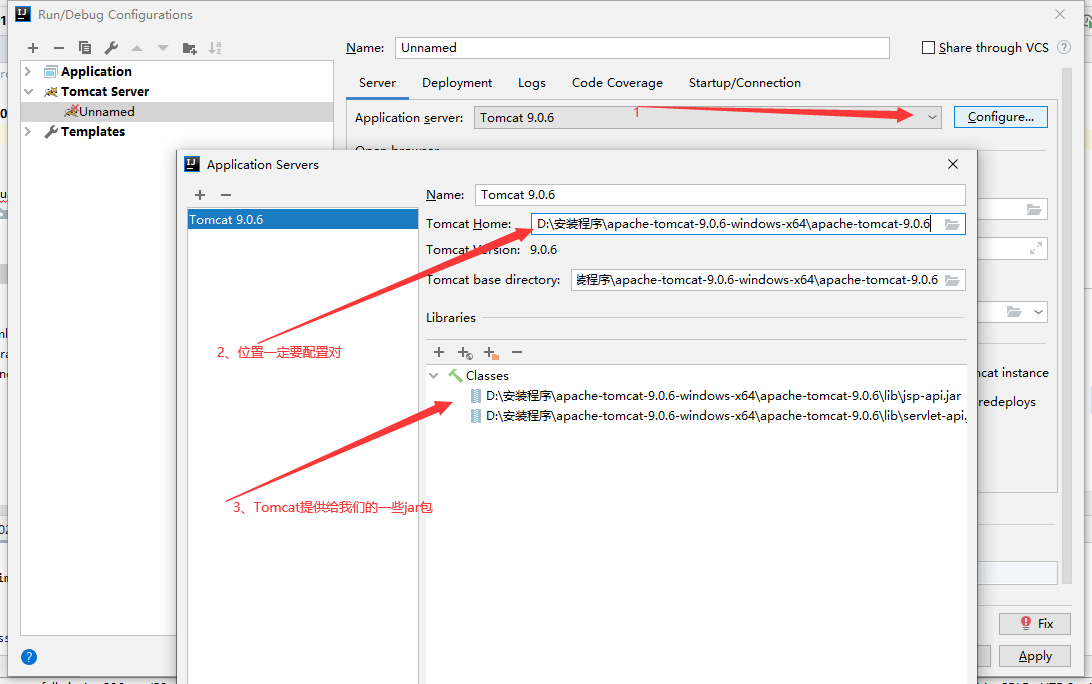 Run/Debug Configurations
Name: Unnamed
Share through VCS
Application
Tomcat Server
Unnamed
Templates
Server Deployment Logs Code Coverage Startup/Connection
Application server: Tomcat 9.0.6 1 Configure...
Application Servers
Tomcat 9.0.6
Name: Tomcat 9.0.6
Tomcat Home: D:\安装程序\apache-tomcat-9.0.6-windows-x64\apache-tomcat-9.0.6
Tomcat Version: 9.0.6
Tomcat base directory: 装程序\apache-tomcat-9.0.6-windows-x64\apache-tomcat-9.0.6
Libraries
2、位置一定要配置对
Classes
D:\安装程序\apache-tomcat-9.0.6-windows-x64\apache-tomcat-9.0.6\lib\jsp-api.jar
D:\安装程序\apache-tomcat-9.0.6-windows-x64\apache-tomcat-9.0.6\lib\servlet-api.
3、Tomcat提供给我们的一些jar包
ncat instance
redeploys
Fix
Apply